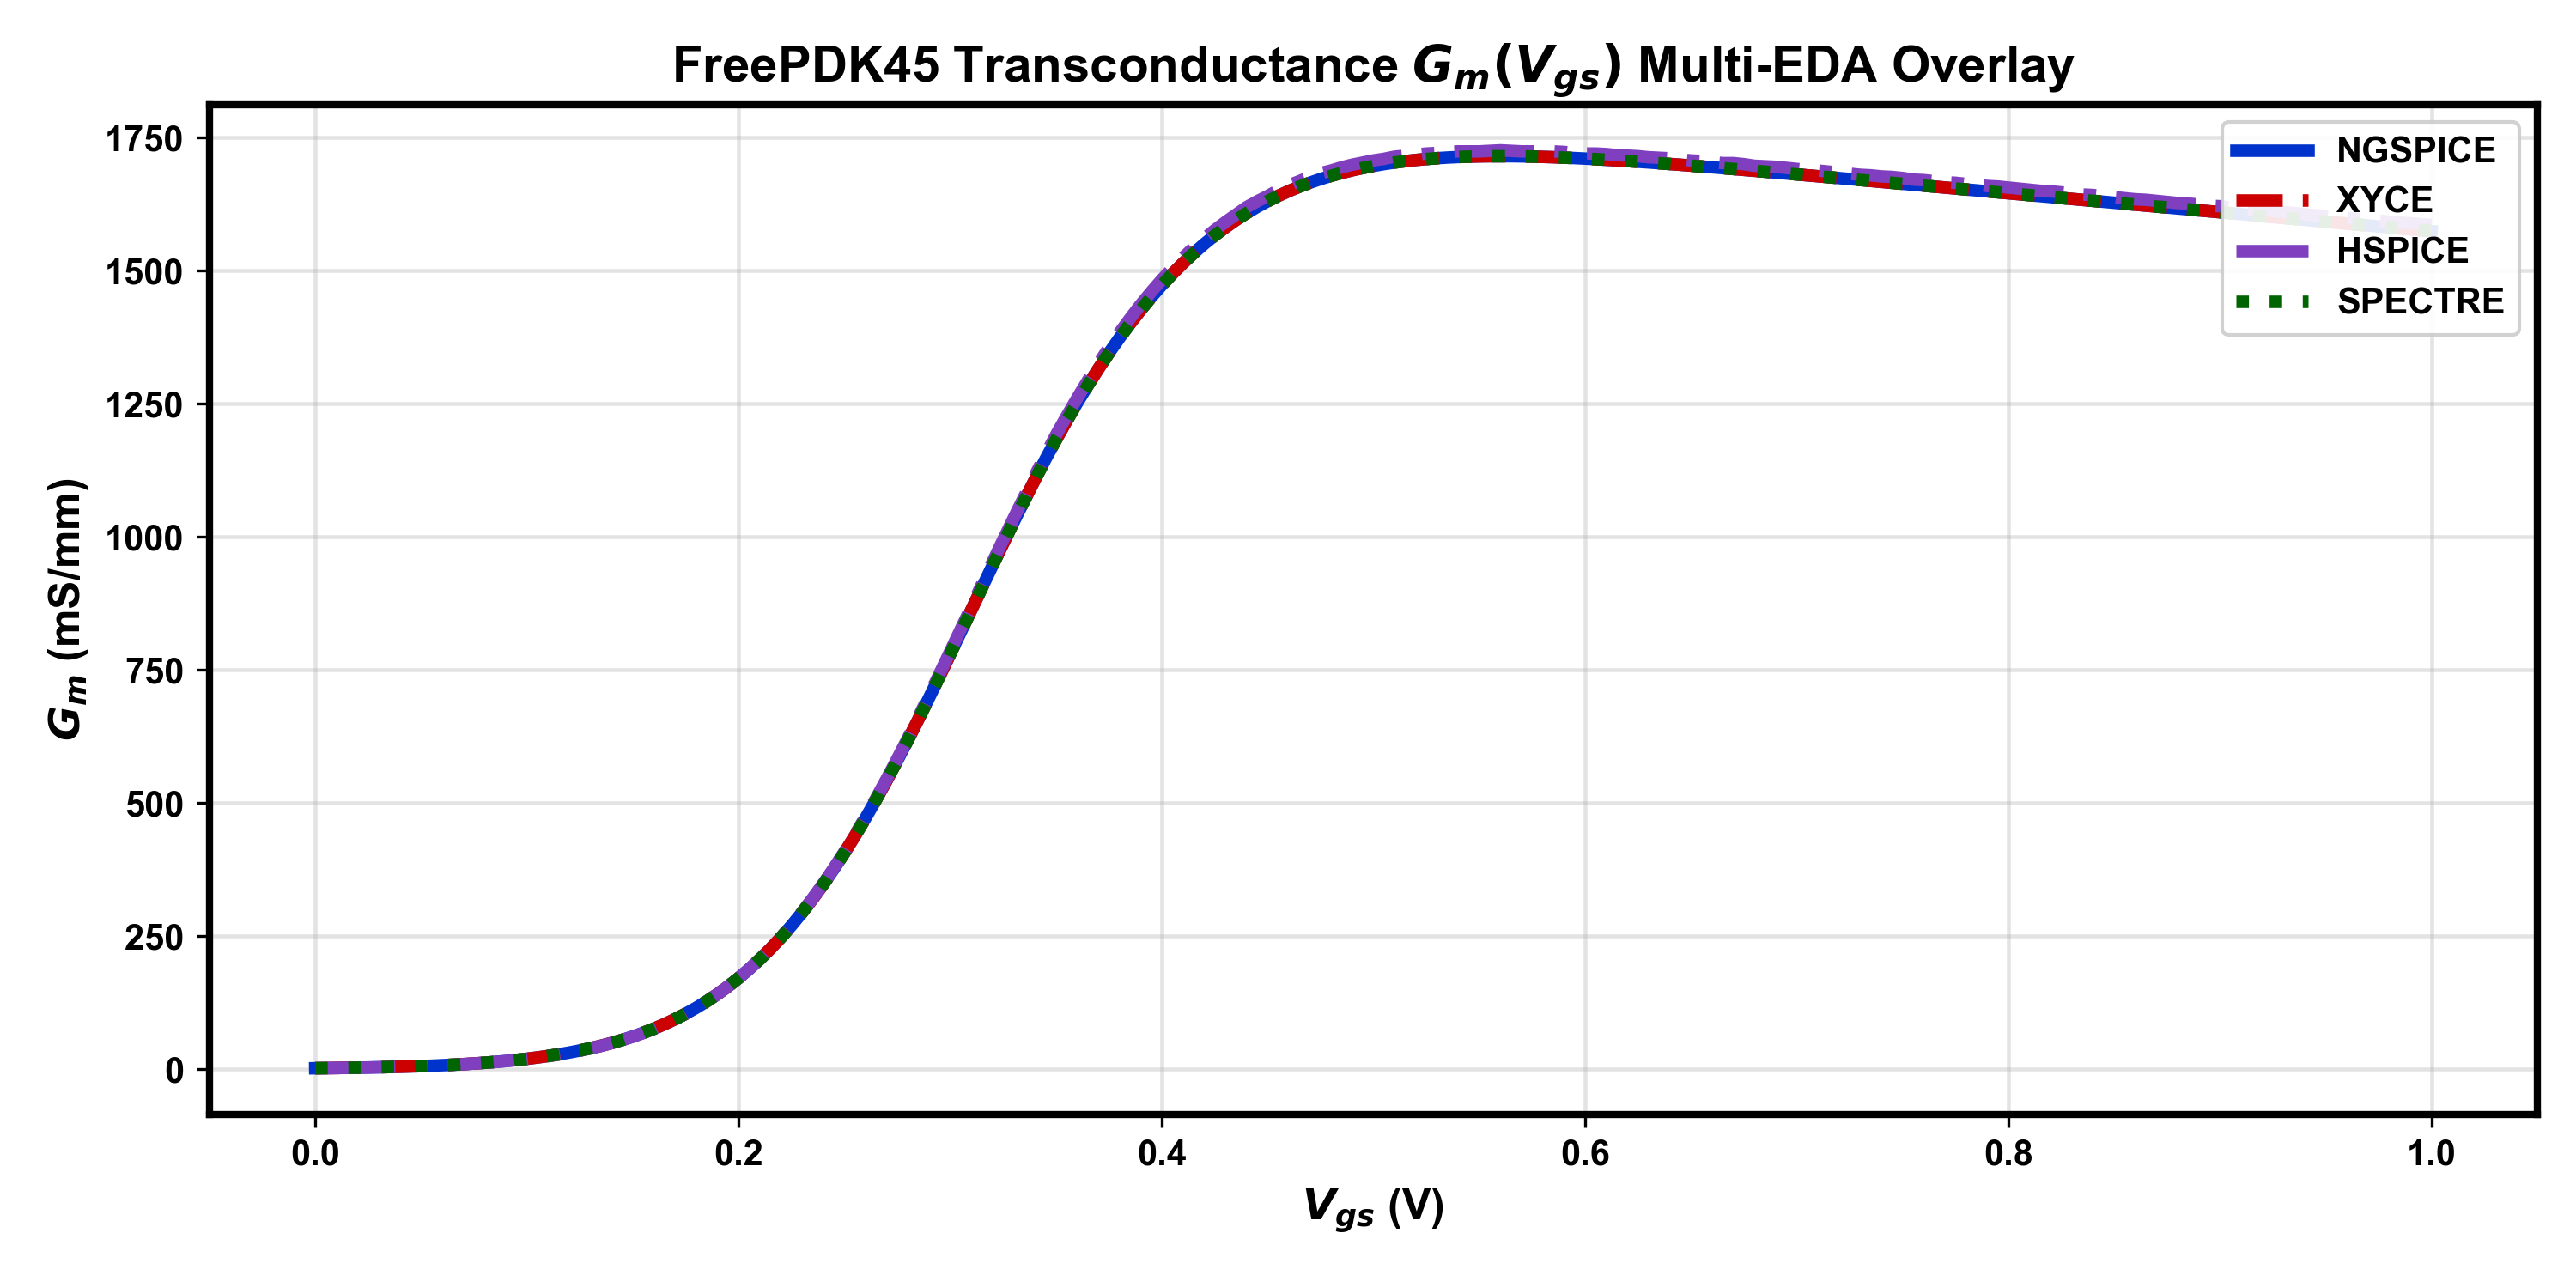 FreePDK45 Transconductance Gm(Vgs) Multi-EDA Overlay
1750
1500
1250
1000
750
500
250
0
Gm (mS/mm)
NGSPICE
XYCE
HSPICE
SPECTRE
0.0 0.2 0.4 0.6 0.8 1.0
Vgs (V)